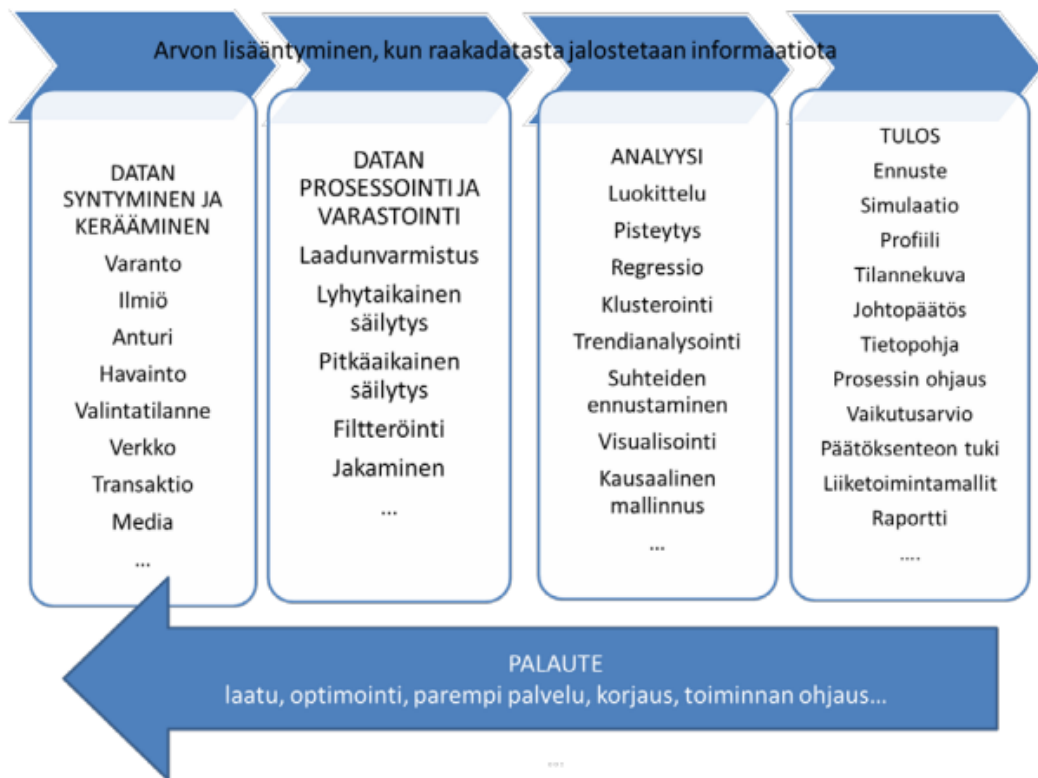 Arvon lisääntyminen, kun raakadatasta jalostetaan informaatiota
DATAN
SYNTYMINEN JA
KERÄÄMINEN
Varanto
Ilmiö
Anturi
Havainto
Valintatilanne
Verkko
Transaktio
Media
...
DATAN
PROSESSOINTI JA
VARASTOINTI
Laadunvarmistus
Lyhytaikainen
säilytys
Pitkäaikainen
säilytys
Filtteröinti
Jakaminen
...
ANALYYSI
Luokittelu
Pisteytys
Regressio
Klusterointi
Trendianalysointi
Suhteiden
ennustaminen
Visualisointi
Kausaalinen
mallinnus
...
TULOS
Ennuste
Simulaatio
Profiili
Tilannekuva
Johtopäätös
Tietopohja
Prosessin ohjaus
Vaikutusarvio
Päätöksenteon tuki
Liiketoimintamallit
Raportti
....
PALAUTE
laatu, optimointi, parempi palvelu, korjaus, toiminnan ohjaus...